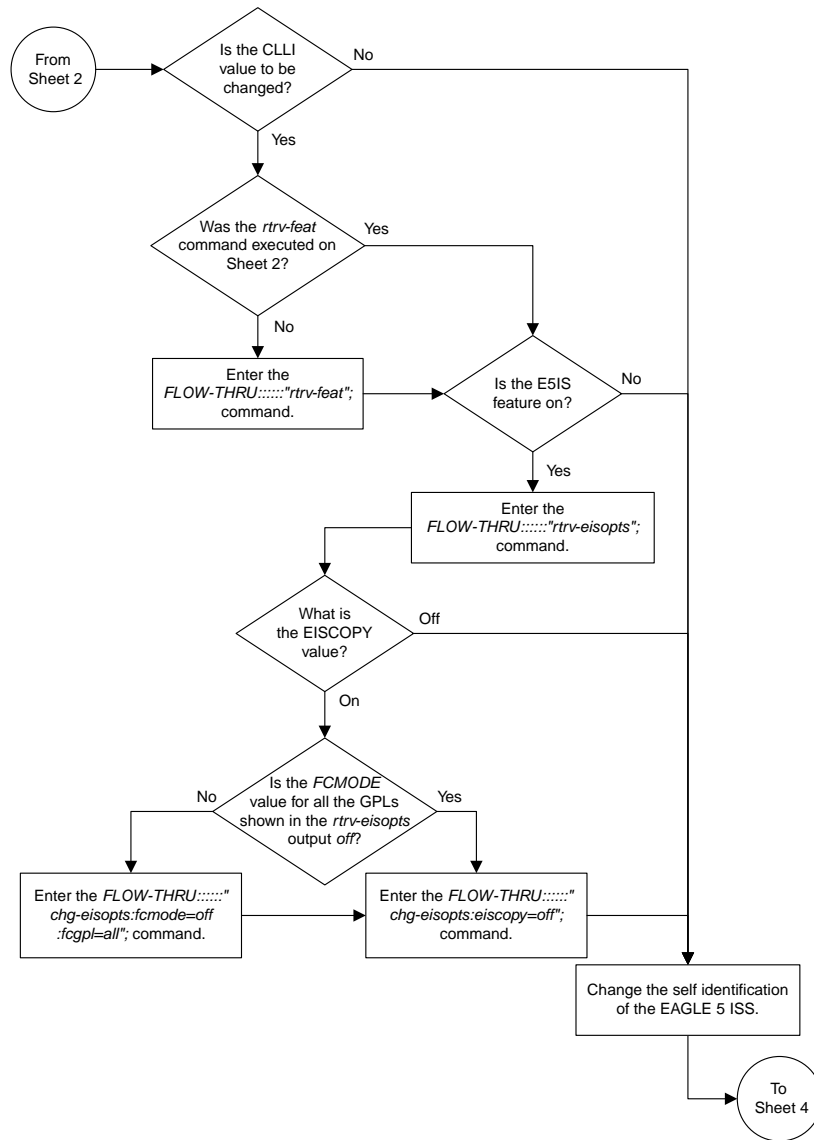 From
Sheet 2
Is the CLLI
value to be
changed?
No
Yes
Was the rtrv-feat
command executed on
Sheet 2?
Yes
No
Enter the
FLOW-THRU::::::"rtrv-feat";
command.
Is the E5IS
feature on?
No
Yes
Enter the
FLOW-THRU::::::"rtrv-eisopts";
command.
What is
the EISCOPY
value?
Off
On
Is the FCMODE
value for all the GPLs
shown in the rtrv-eisopts
output off?
No
Yes
Enter the FLOW-THRU::::::"
chg-eisopts:fcmode=off
:fcgpl=all"; command.
Enter the FLOW-THRU::::::"
chg-eisopts:eiscopy=off";
command.
Change the self identification
of the EAGLE 5 ISS.
To
Sheet 4